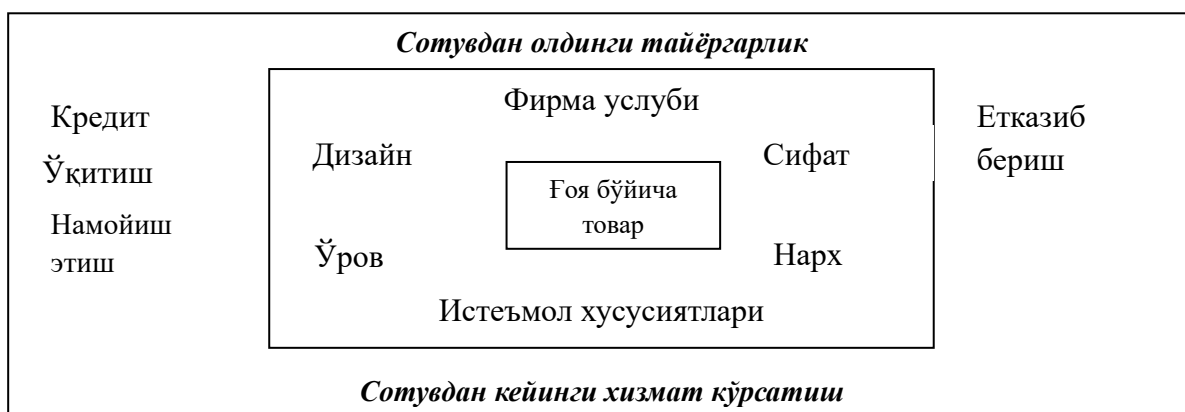 Сотувдан олдинги тайёргарлик
Фирма услуби
Кредит
Етказиб
бериш
Дизайн
Сифат
Ўқитиш
Ғоя бўйича
товар
Намойиш
этиш
Ўров
Нарх
Истеъмол хусусиятлари
Сотувдан кейинги хизмат кўрсатиш